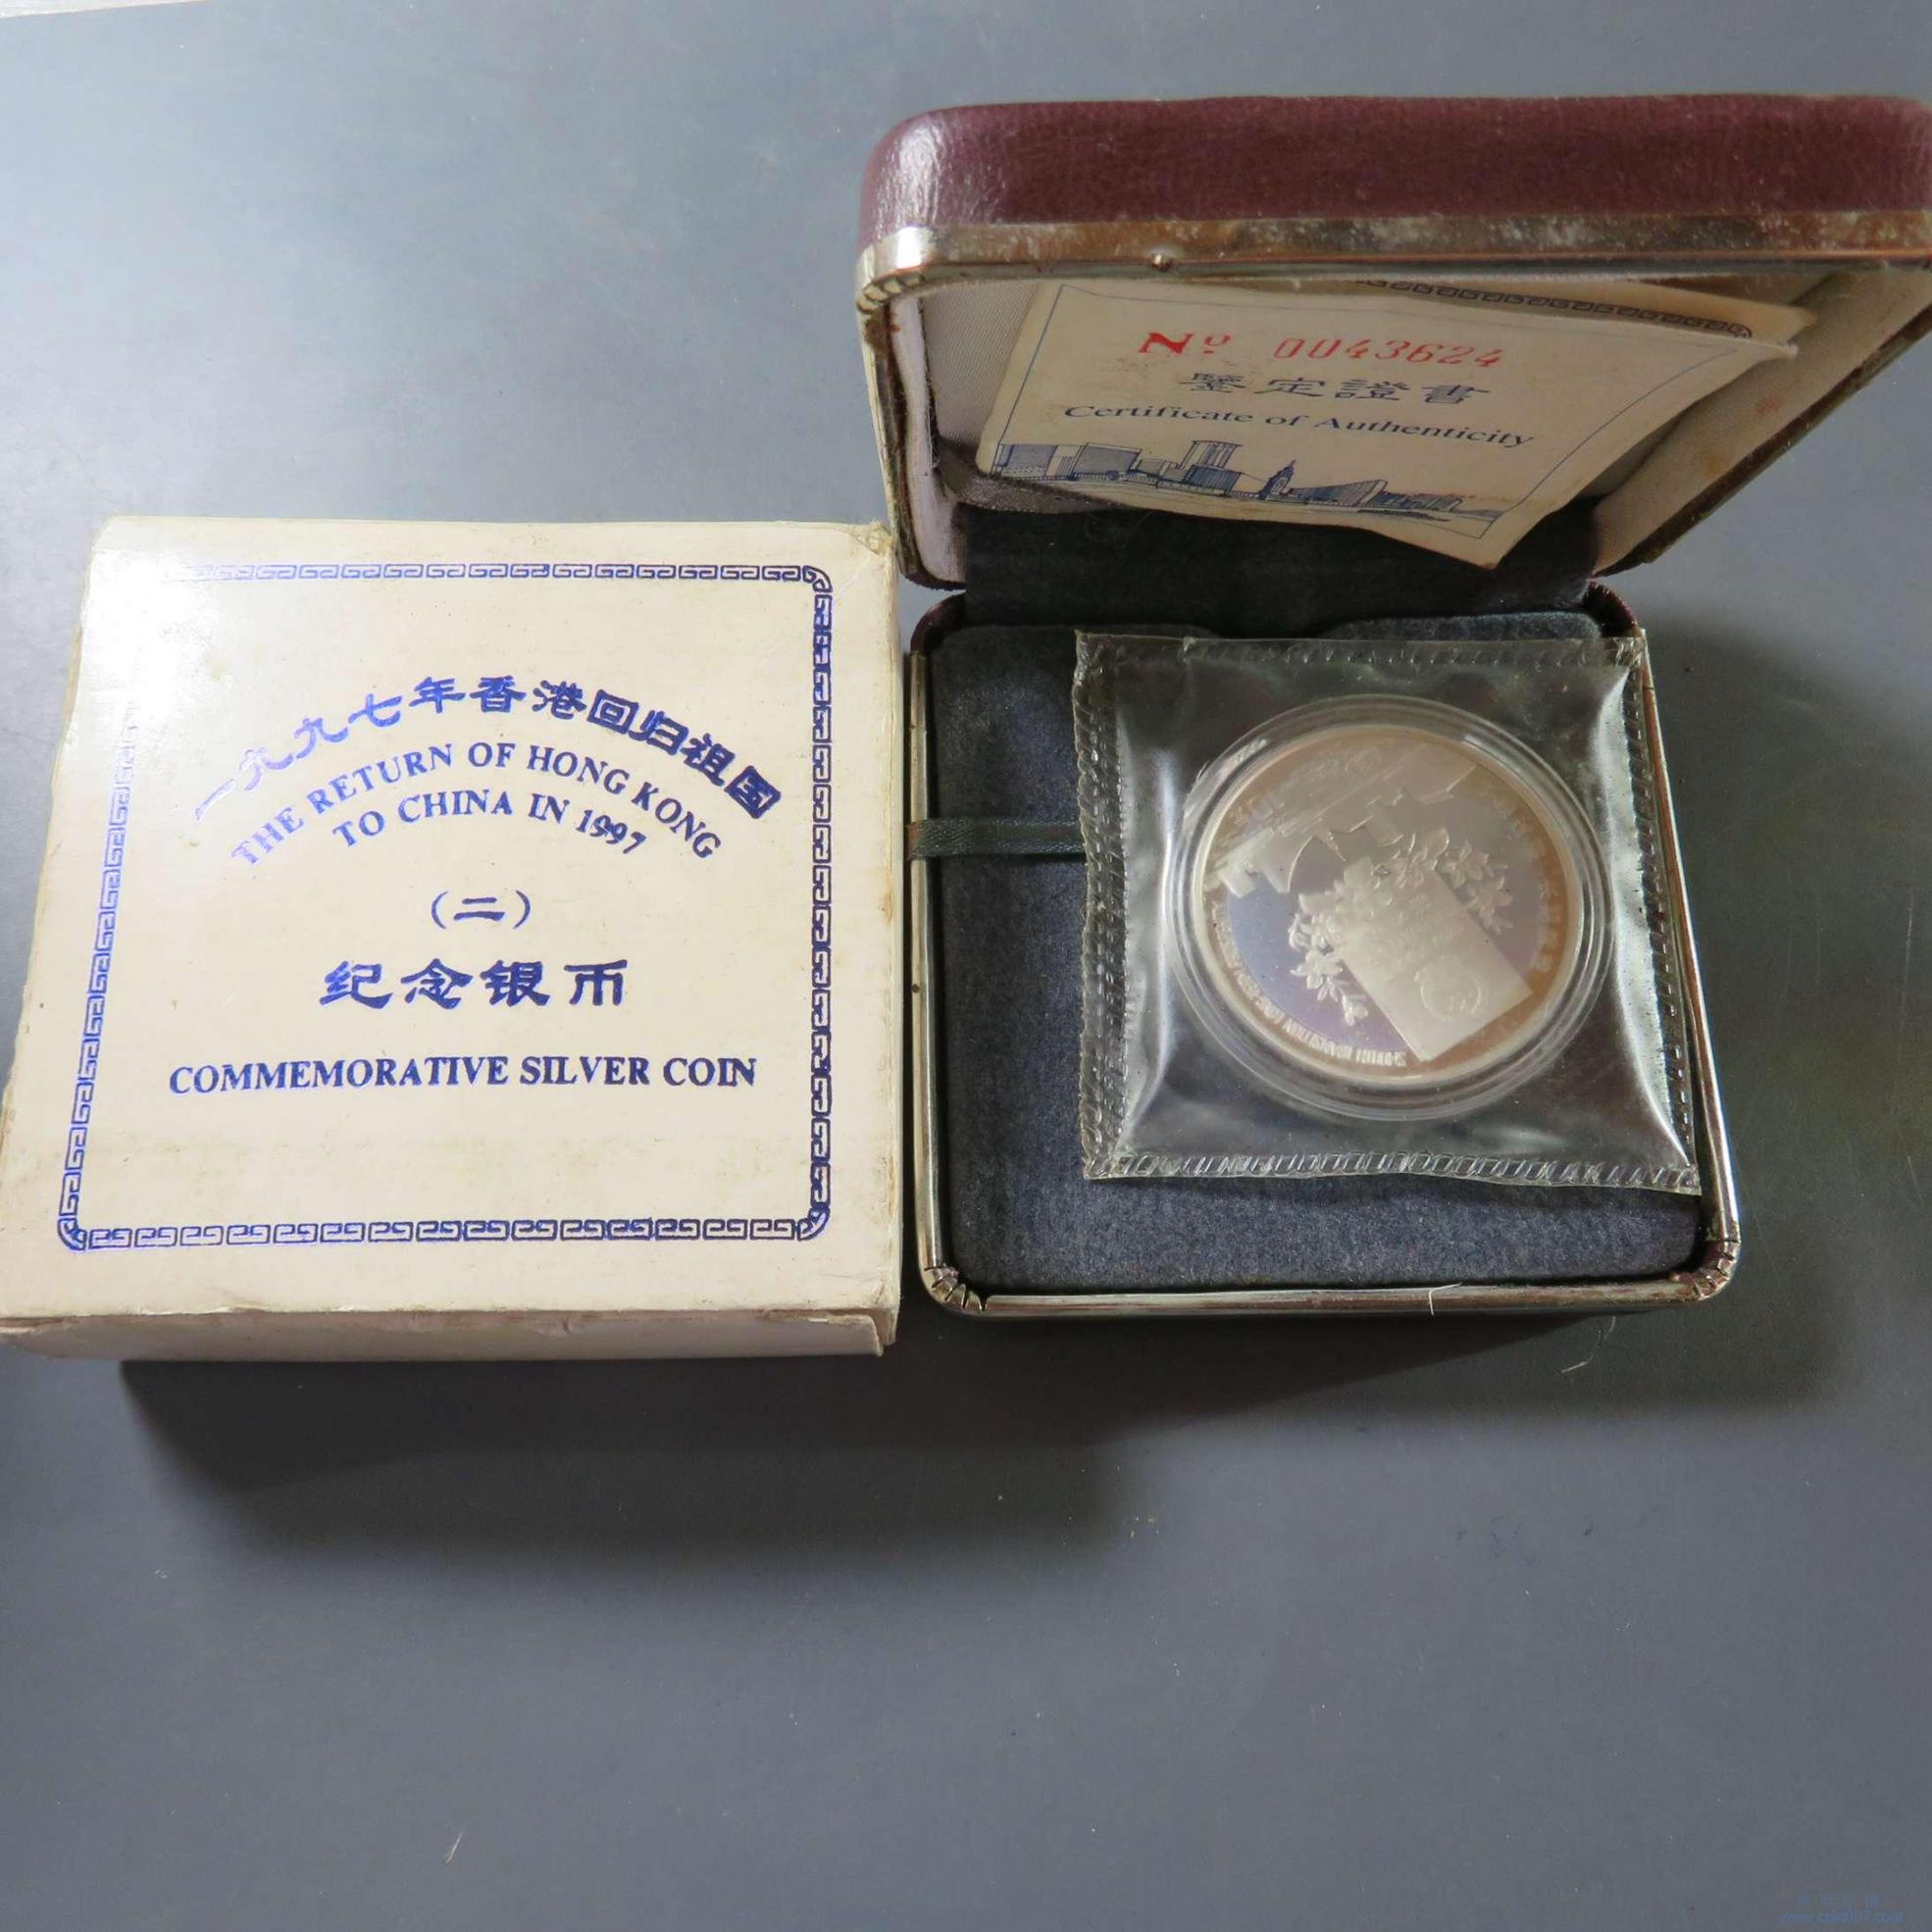 一九九七年香港回归祖国
THE RETURN OF HONG KONG
TO CHINA IN 1997
（二）
纪念银币
COMMEMORATIVE SILVER COIN
Nº 0043624
鑒定證書
Certificate of Authenticity